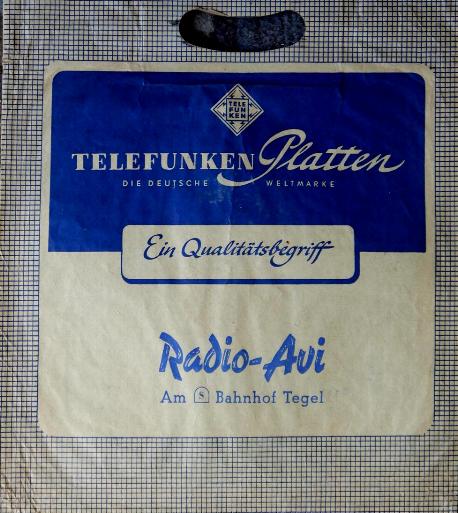 TELE
FUN
KEN
TELEFUNKEN Platten
DIE DEUTSCHE WELTMARKE
Ein Qualitätsbegriff
Radio-Avi
Am S Bahnhof Tegel